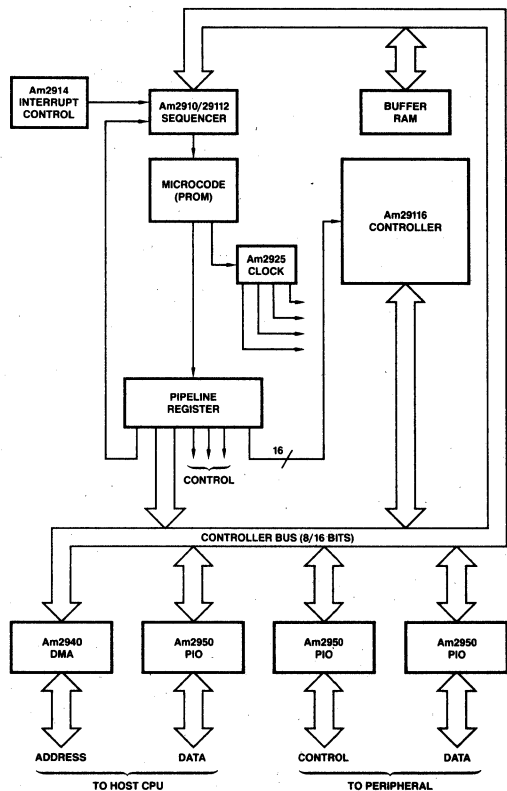 Am2914
INTERRUPT
CONTROL
Am2910/29112
SEQUENCER
BUFFER
RAM
MICROCODE
(PROM)
Am29116
CONTROLLER
Am2925
CLOCK
PIPELINE
REGISTER
16
CONTROL
CONTROLLER BUS (8/16 BITS)
Am2940
DMA
Am2950
PIO
Am2950
PIO
Am2950
PIO
ADDRESS
DATA
CONTROL
DATA
TO HOST CPU
TO PERIPHERAL